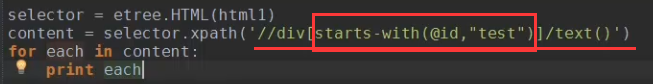 selector = etree.HTML(html1)
content = selector.xpath('//div[starts-with(@id,"test")]/text()')
for each in content:
    print each